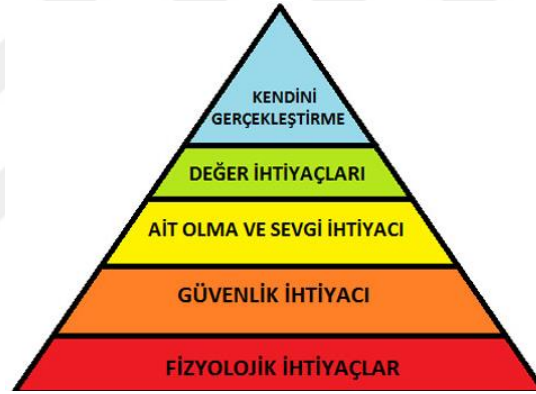 KENDİNİ
GERÇEKLEŞTİRME
DEĞER İHTİYAÇLARI
AİT OLMA VE SEVGİ İHTİYACI
GÜVENLİK İHTİYACI
FİZYOLOJİK İHTİYAÇLAR